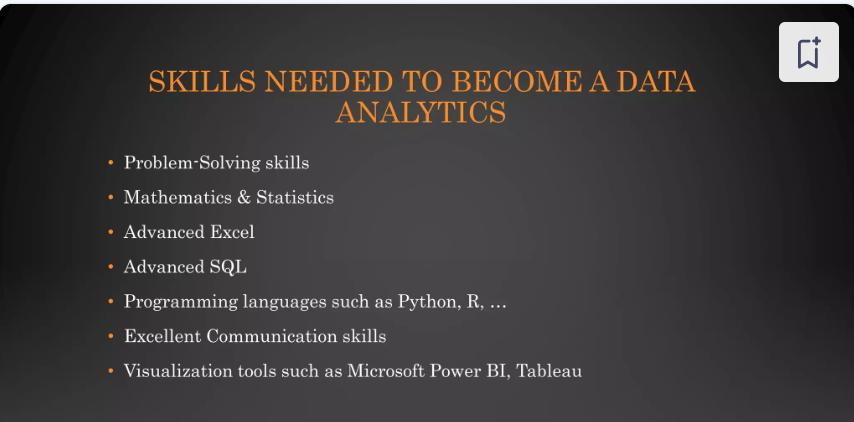 SKILLS NEEDED TO BECOME A DATA
ANALYTICS
• Problem-Solving skills
• Mathematics & Statistics
• Advanced Excel
• Advanced SQL
• Programming languages such as Python, R, …
• Excellent Communication skills
• Visualization tools such as Microsoft Power BI, Tableau